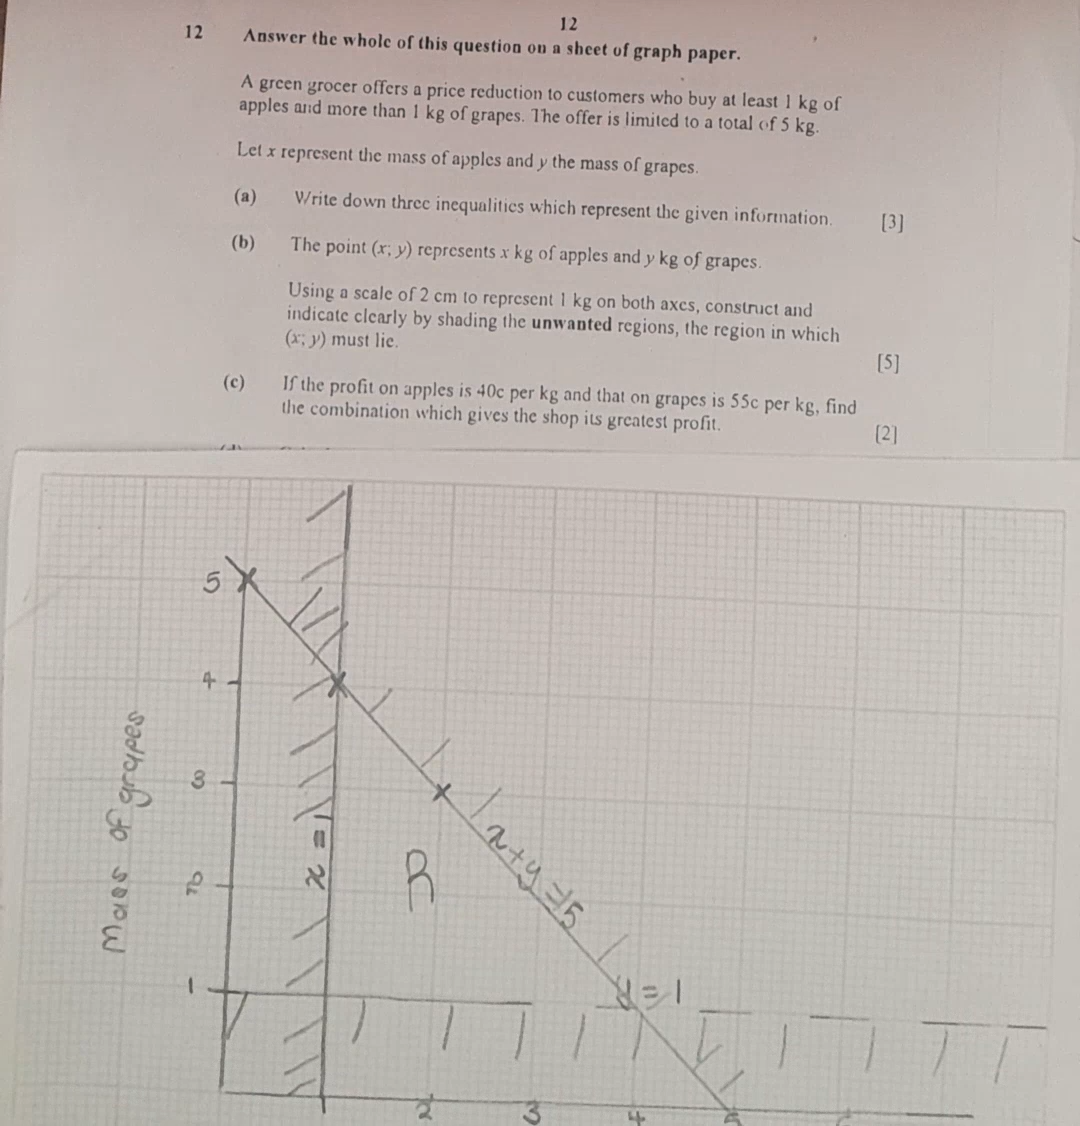 12
12 Answer the whole of this question on a sheet of graph paper.
A green grocer offers a price reduction to customers who buy at least 1 kg of
apples and more than 1 kg of grapes. The offer is limited to a total of 5 kg.
Let x represent the mass of apples and y the mass of grapes.
(a) Write down three inequalities which represent the given information. [3]
(b) The point (x; y) represents x kg of apples and y kg of grapes.
Using a scale of 2 cm to represent 1 kg on both axes, construct and
indicate clearly by shading the unwanted regions, the region in which
(x; y) must lie.
[5]
(c) If the profit on apples is 40c per kg and that on grapes is 55c per kg, find
the combination which gives the shop its greatest profit.
[2]
5
4
3
2
1
Mass of grapes
x = 1
R
x + y = 5
y = 1
2 3 4 5